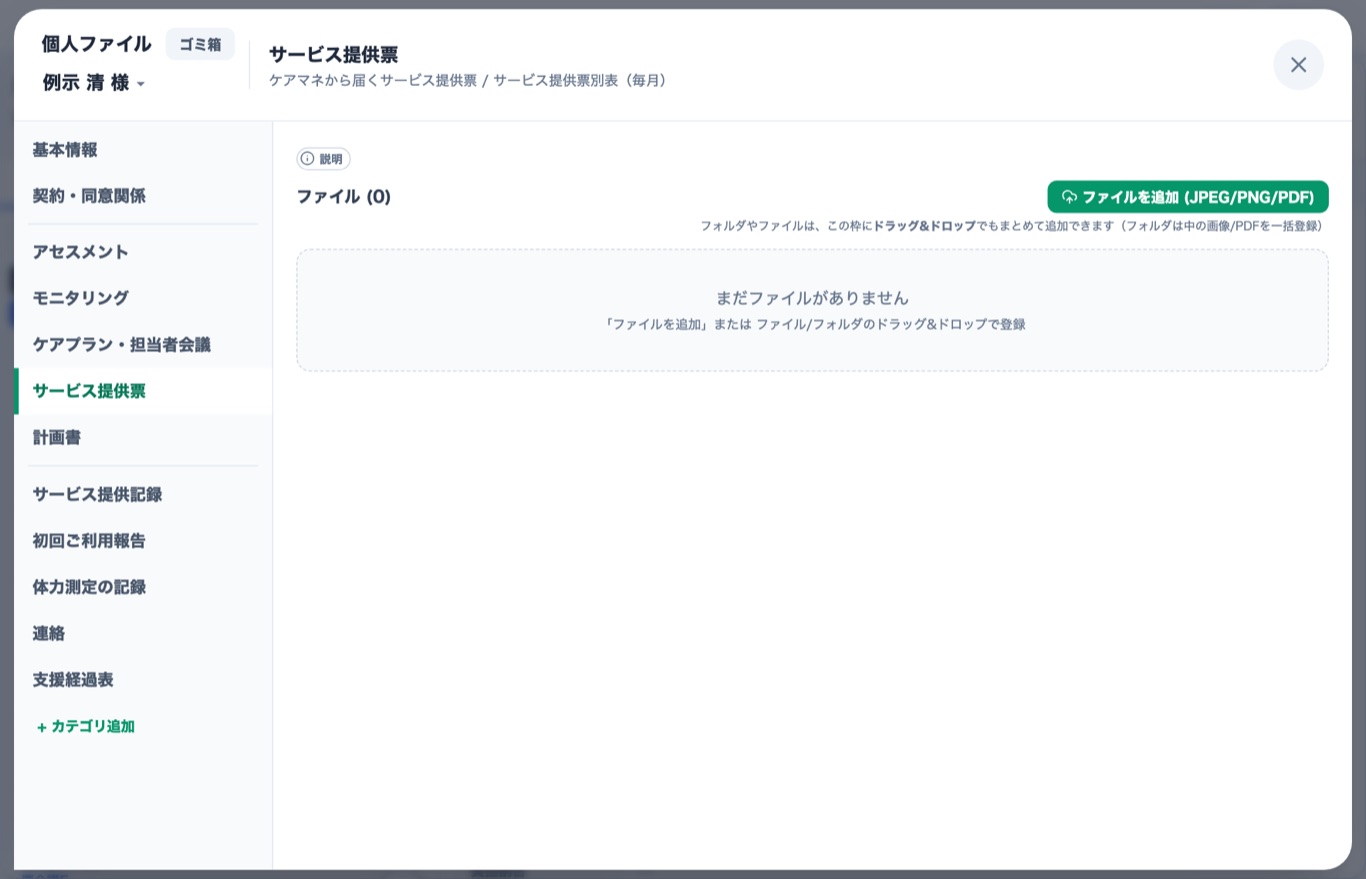 個人ファイル ゴミ箱
例示 清 様
サービス提供票
ケアマネから届くサービス提供票 / サービス提供票別表（毎月）
基本情報
契約・同意関係
アセスメント
モニタリング
ケアプラン・担当者会議
サービス提供票
計画書
サービス提供記録
初回ご利用報告
体力測定の記録
連絡
支援経過表
+ カテゴリ追加
説明
ファイル (0)
ファイルを追加 (JPEG/PNG/PDF)
フォルダやファイルは、この枠にドラッグ&ドロップでもまとめて追加できます（フォルダは中の画像/PDFを一括登録）
まだファイルがありません
「ファイルを追加」または ファイル/フォルダのドラッグ&ドロップで登録